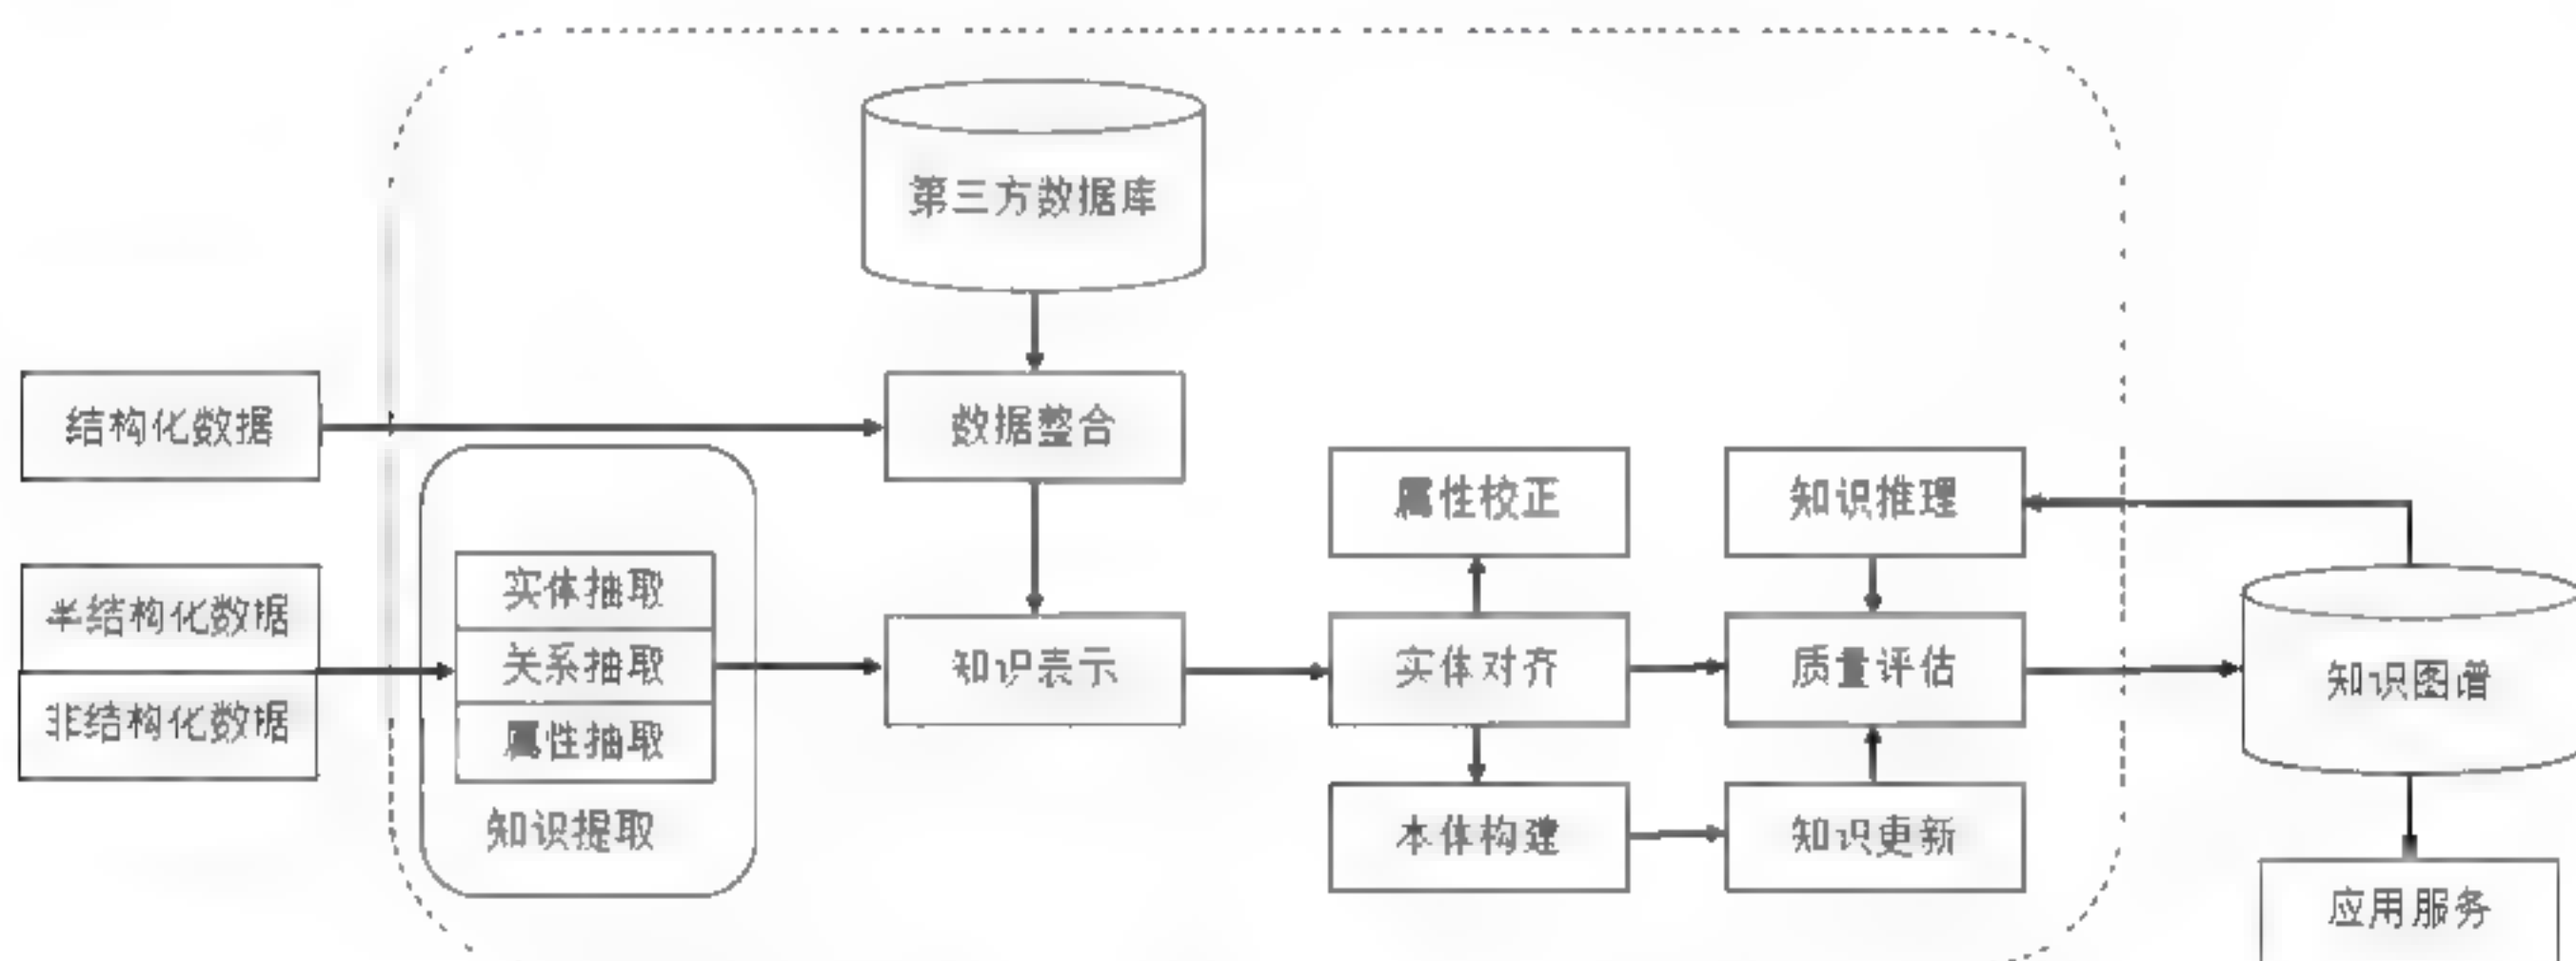 第三方数据库
结构化数据
数据整合
属性校正
知识推理
半结构化数据
实体抽取
关系抽取
知识表示
实体对齐
质量评估
知识图谱
非结构化数据
属性抽取
知识提取
本体构建
知识更新
应用服务